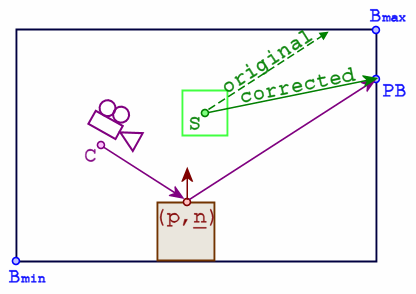 Bmax
original
corrected
PB
S
C
(p,n)
Bmin